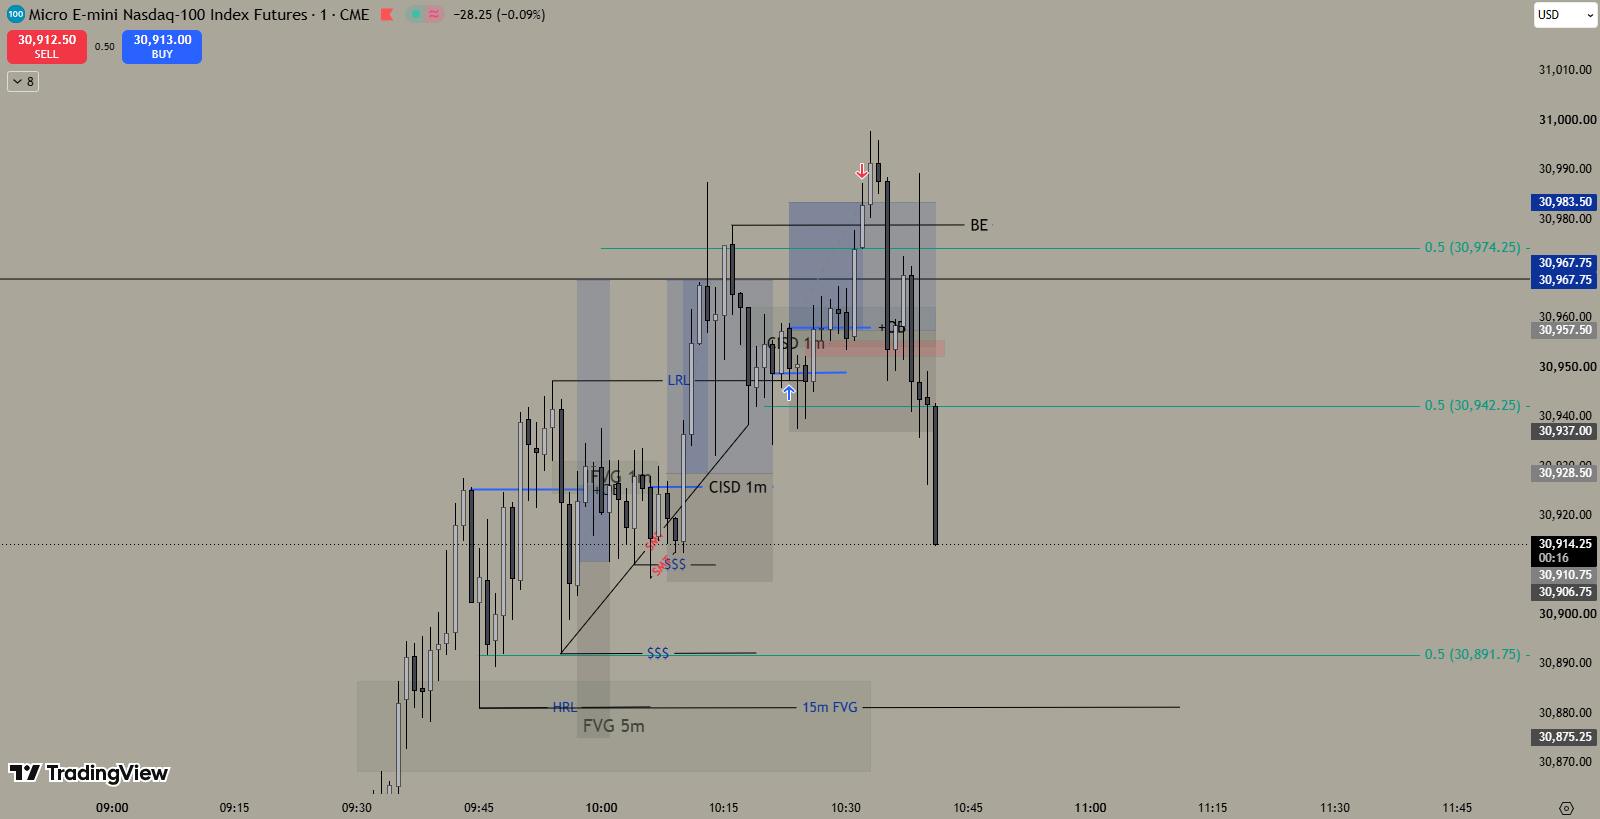 100 Micro E-mini Nasdaq-100 Index Futures · 1 · CME −28.25 (−0.09%)
USD
30,912.50 SELL
0.50
30,913.00 BUY
8
31,010.00
31,000.00
30,990.00
30,983.50
30,980.00
BE
0.5 (30,974.25)
30,967.75
30,967.75
30,960.00
30,957.50
CISD 1m
30,950.00
LRL
0.5 (30,942.25)
30,940.00
30,937.00
30,928.50
FVG 1m
CISD 1m
30,920.00
30,914.25
00:16
SMT
SMT
$$$
30,910.75
30,906.75
30,900.00
$$$
0.5 (30,891.75)
30,890.00
HRL
15m FVG
30,880.00
FVG 5m
30,875.25
30,870.00
TradingView
09:00 09:15 09:30 09:45 10:00 10:15 10:30 10:45 11:00 11:15 11:30 11:45